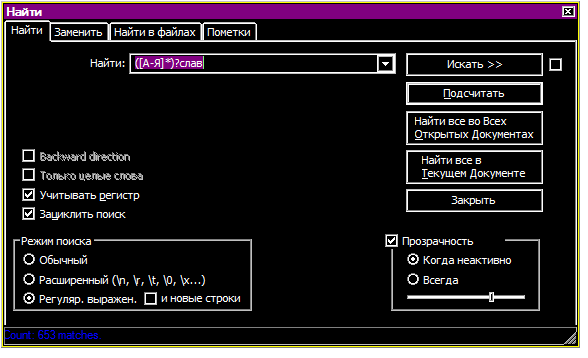 Найти
Найти Заменить Найти в файлах Пометки
Найти: ([А-Я]*)?слав
Искать >>
Подсчитать
Найти все во Всех
Открытых Документах
Найти все в
Текущем Документе
Закрыть
Backward direction
Только целые слова
Учитывать регистр
Зациклить поиск
Режим поиска
Обычный
Расширенный (\n, \r, \t, \0, \x...)
Регуляр. выражен. и новые строки
Прозрачность
Когда неактивно
Всегда
Count: 653 matches.